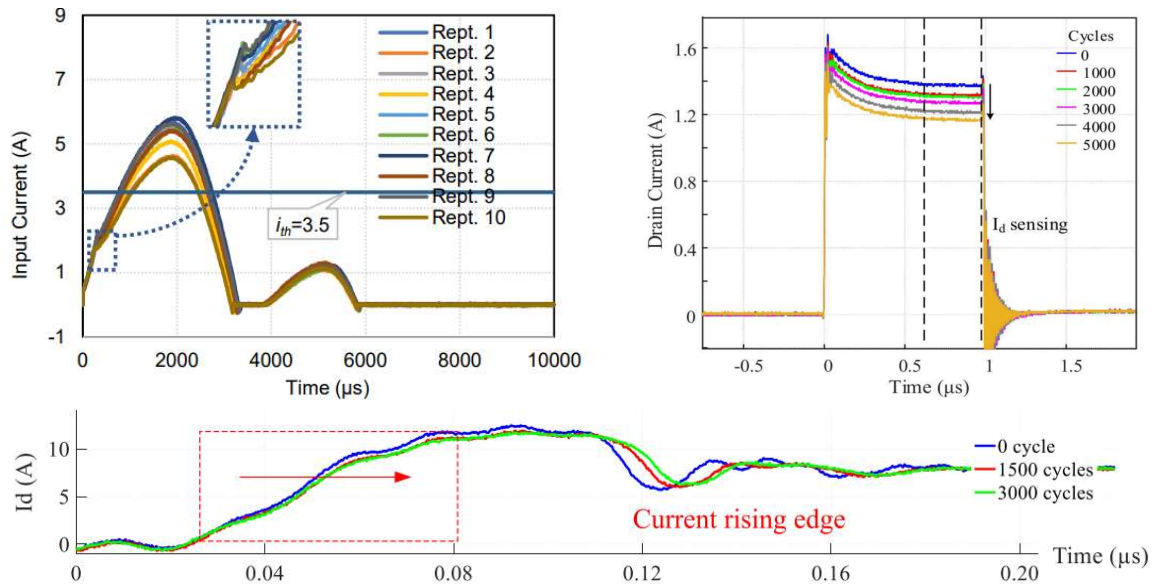 9
7
5
3
1
-1
Input Current (A)
0
2000
4000
6000
8000
10000
Time (µs)
Rept. 1
Rept. 2
Rept. 3
Rept. 4
Rept. 5
Rept. 6
Rept. 7
Rept. 8
Rept. 9
Rept. 10
i_th=3.5
1.6
1.2
0.8
0.4
0
Drain Current (A)
-0.5
0
0.5
1
1.5
Time (µs)
Cycles
0
1000
2000
3000
4000
5000
I_d sensing
10
5
0
Id (A)
0
0.04
0.08
0.12
0.16
0.20
Time (µs)
0 cycle
1500 cycles
3000 cycles
Current rising edge